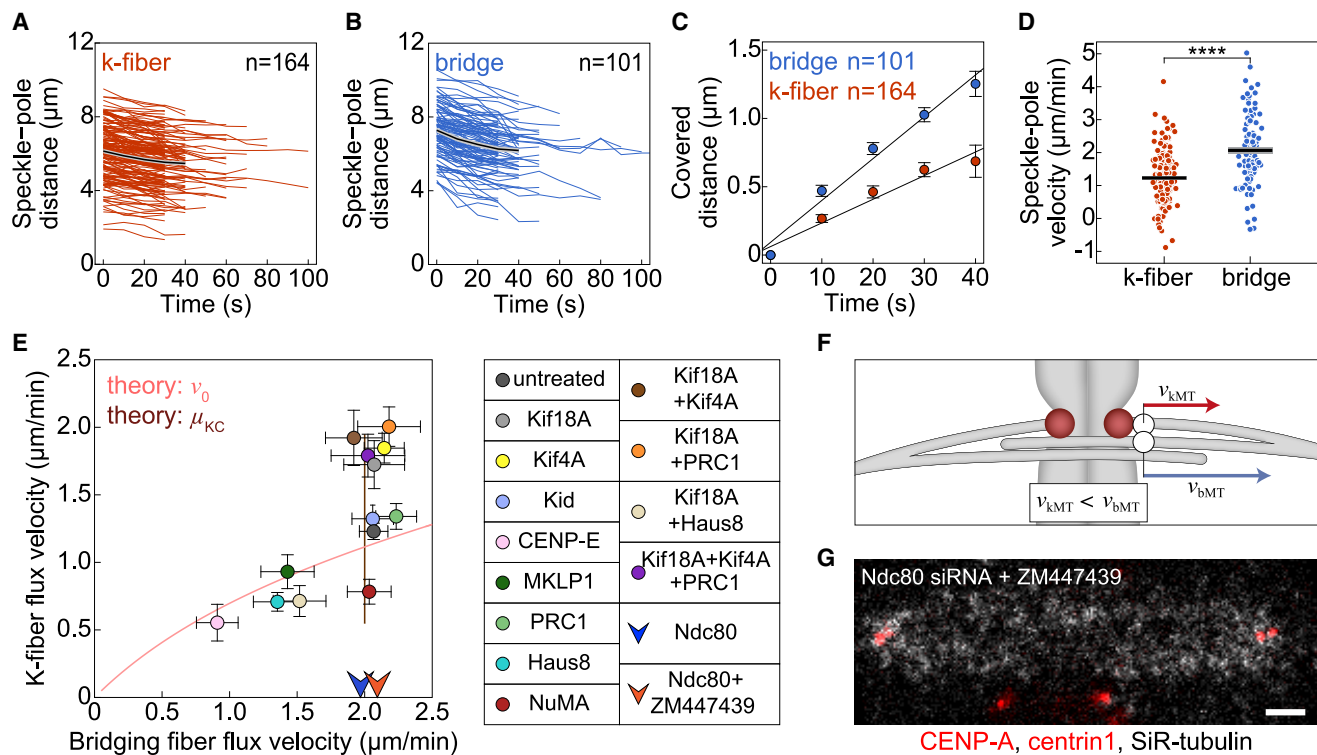 A
k-fiber
n=164
Speckle–pole
distance (µm)
12
8
4
0
0 20 40 60 80 100
Time (s)
B
bridge
n=101
Speckle–pole
distance (µm)
12
8
4
0
0 20 40 60 80 100
Time (s)
C
bridge n=101
k-fiber n=164
Covered
distance (µm)
1.5
1.0
0.5
0
0 10 20 30 40
Time (s)
D
****
Speckle-pole
velocity (µm/min)
5
4
3
2
1
0
-1
k-fiber bridge
E
theory: v0
theory: µKC
K-fiber flux velocity (µm/min)
2.5
2.0
1.5
1.0
0.5
0
0 0.5 1.0 1.5 2.0 2.5
Bridging fiber flux velocity (µm/min)
untreated
Kif18A
Kif4A
Kid
CENP-E
MKLP1
PRC1
Haus8
NuMA
Kif18A
+Kif4A
Kif18A
+PRC1
Kif18A
+Haus8
Kif18A+Kif4A
+PRC1
Ndc80
Ndc80+
ZM447439
F
vkMT
vbMT
vkMT < vbMT
G
Ndc80 siRNA + ZM447439
CENP-A, centrin1, SiR-tubulin